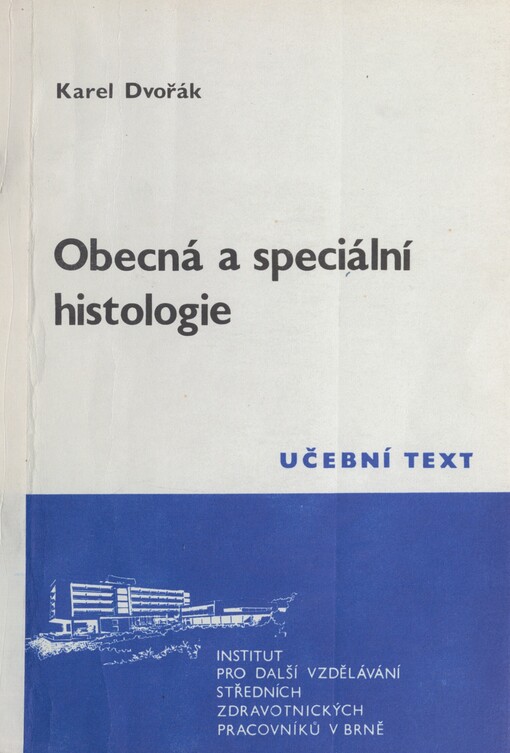 Karel Dvořák
Obecná a speciální
histologie
UČEBNÍ TEXT
INSTITUT
PRO DALŠÍ VZDĚLÁVÁNÍ
STŘEDNÍCH
ZDRAVOTNICKÝCH
PRACOVNÍKŮ V BRNĚ